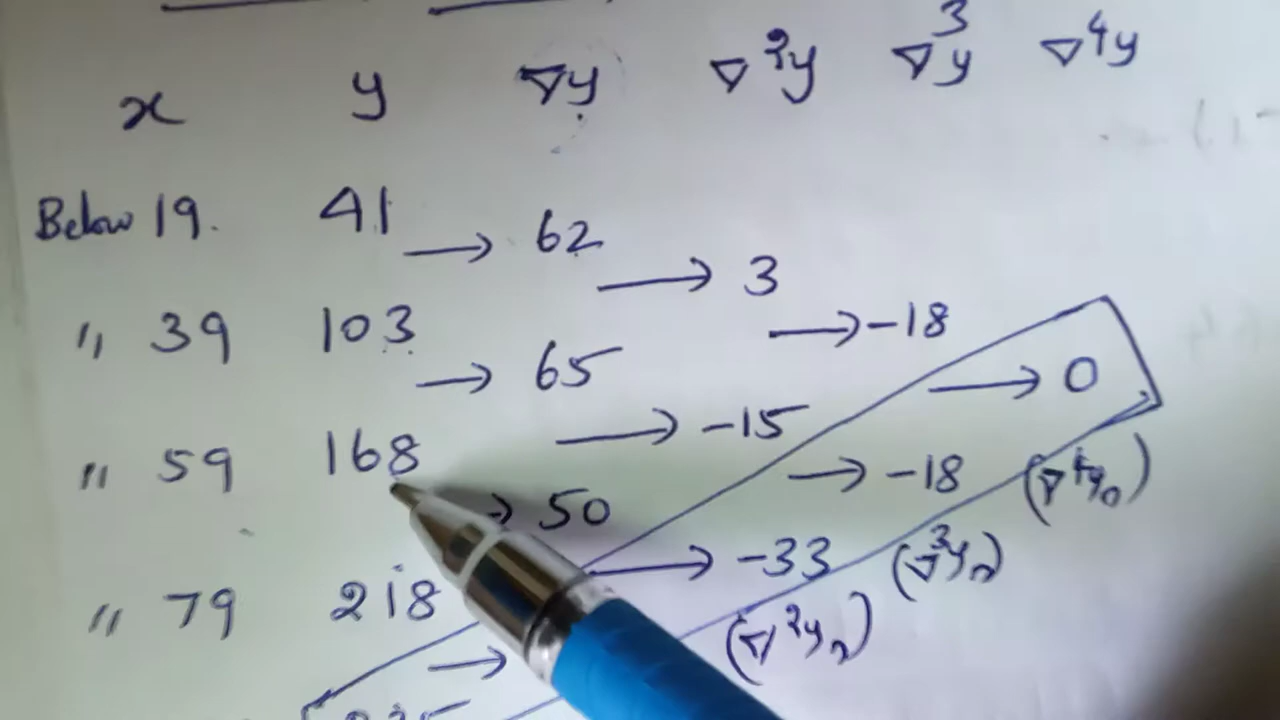 x y ∇y ∇²y ∇³y ∇⁴y
Below 19. 41
→ 62
→ 3
〃 39 103
→ -18
→ 65
→ 0
→ -15
〃 59 168
→ -18 (∇⁴yₙ)
→ 50
→ -33 (∇³yₙ)
〃 79 218
(∇²yₙ)
→